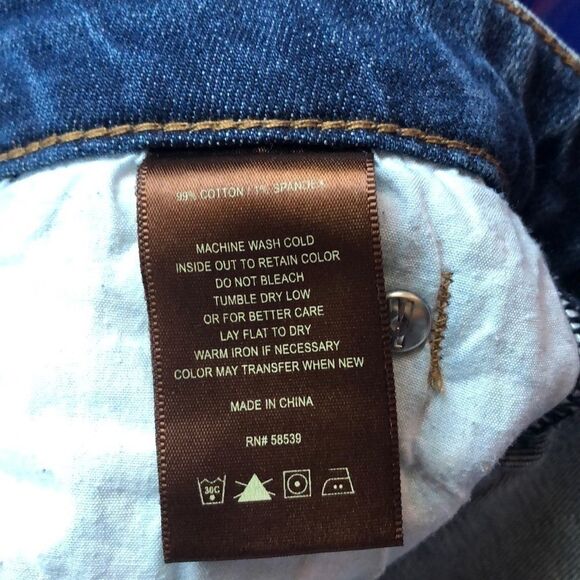 99% COTTON / 1% SPANDEX
MACHINE WASH COLD
INSIDE OUT TO RETAIN COLOR
DO NOT BLEACH
TUMBLE DRY LOW
OR FOR BETTER CARE
LAY FLAT TO DRY
WARM IRON IF NECESSARY
COLOR MAY TRANSFER WHEN NEW
MADE IN CHINA
RN# 58539
30C